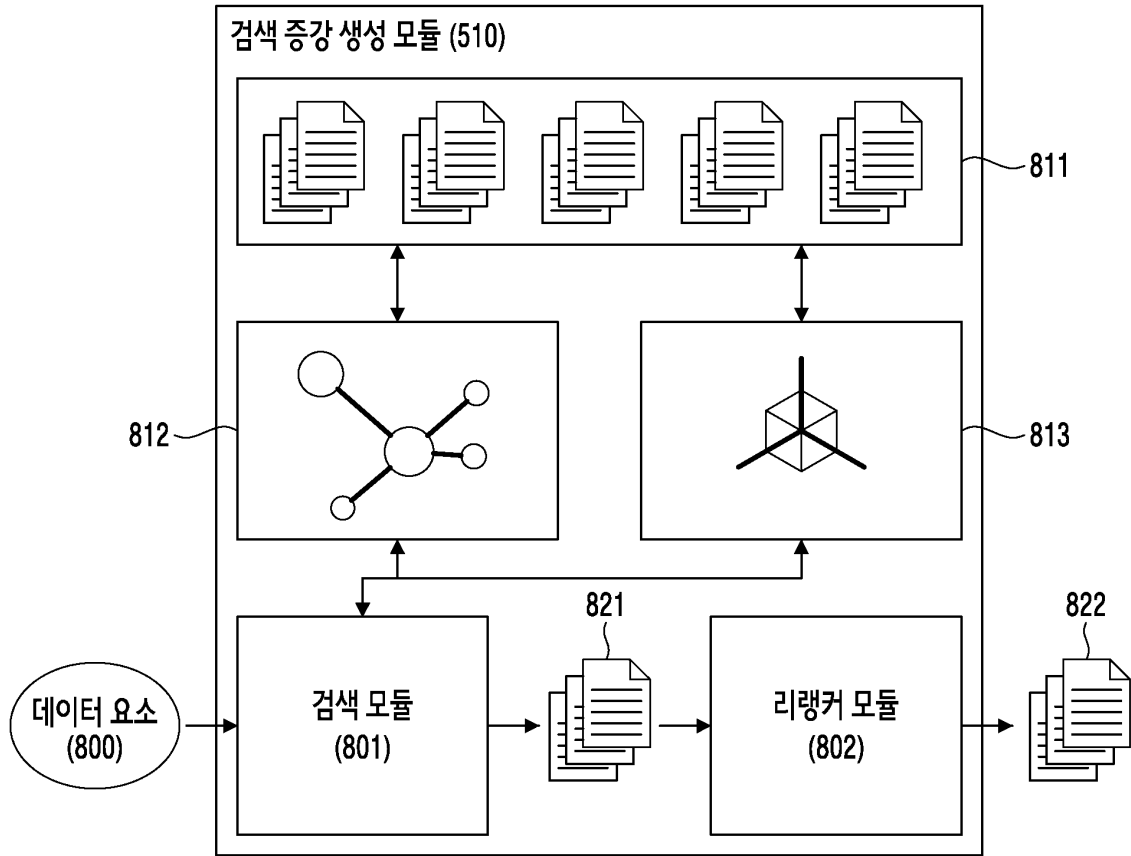 검색 증강 생성 모듈 (510)
811
812
813
821
822
데이터 요소
(800)
검색 모듈
(801)
리랭커 모듈
(802)